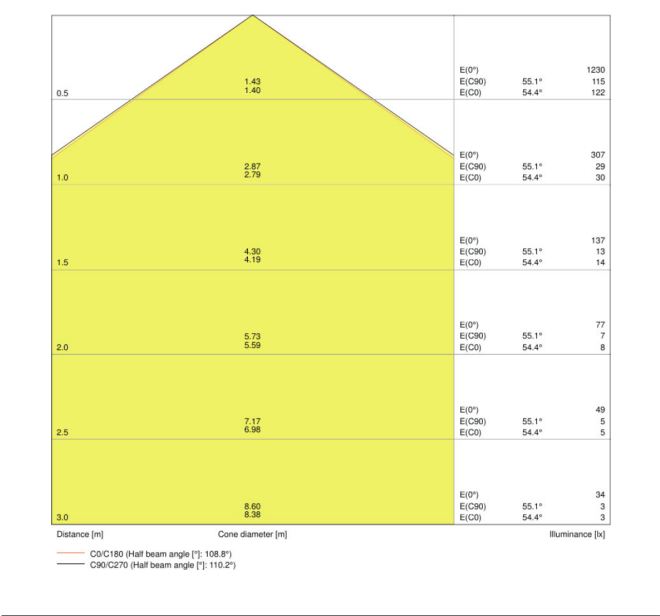 E(0°) 1230
1.43 E(C90) 55.1° 115
0.5 1.40 E(C0) 54.4° 122
E(0°) 307
2.87 E(C90) 55.1° 29
1.0 2.79 E(C0) 54.4° 30
E(0°) 137
4.30 E(C90) 55.1° 13
1.5 4.19 E(C0) 54.4° 14
E(0°) 77
5.73 E(C90) 55.1° 7
2.0 5.59 E(C0) 54.4° 8
E(0°) 49
7.17 E(C90) 55.1° 5
2.5 6.98 E(C0) 54.4° 5
E(0°) 34
8.60 E(C90) 55.1° 3
3.0 8.38 E(C0) 54.4° 3
Distance [m] Cone diameter [m] Illuminance [lx]
C0/C180 (Half beam angle [°]: 108.8°)
C90/C270 (Half beam angle [°]: 110.2°)